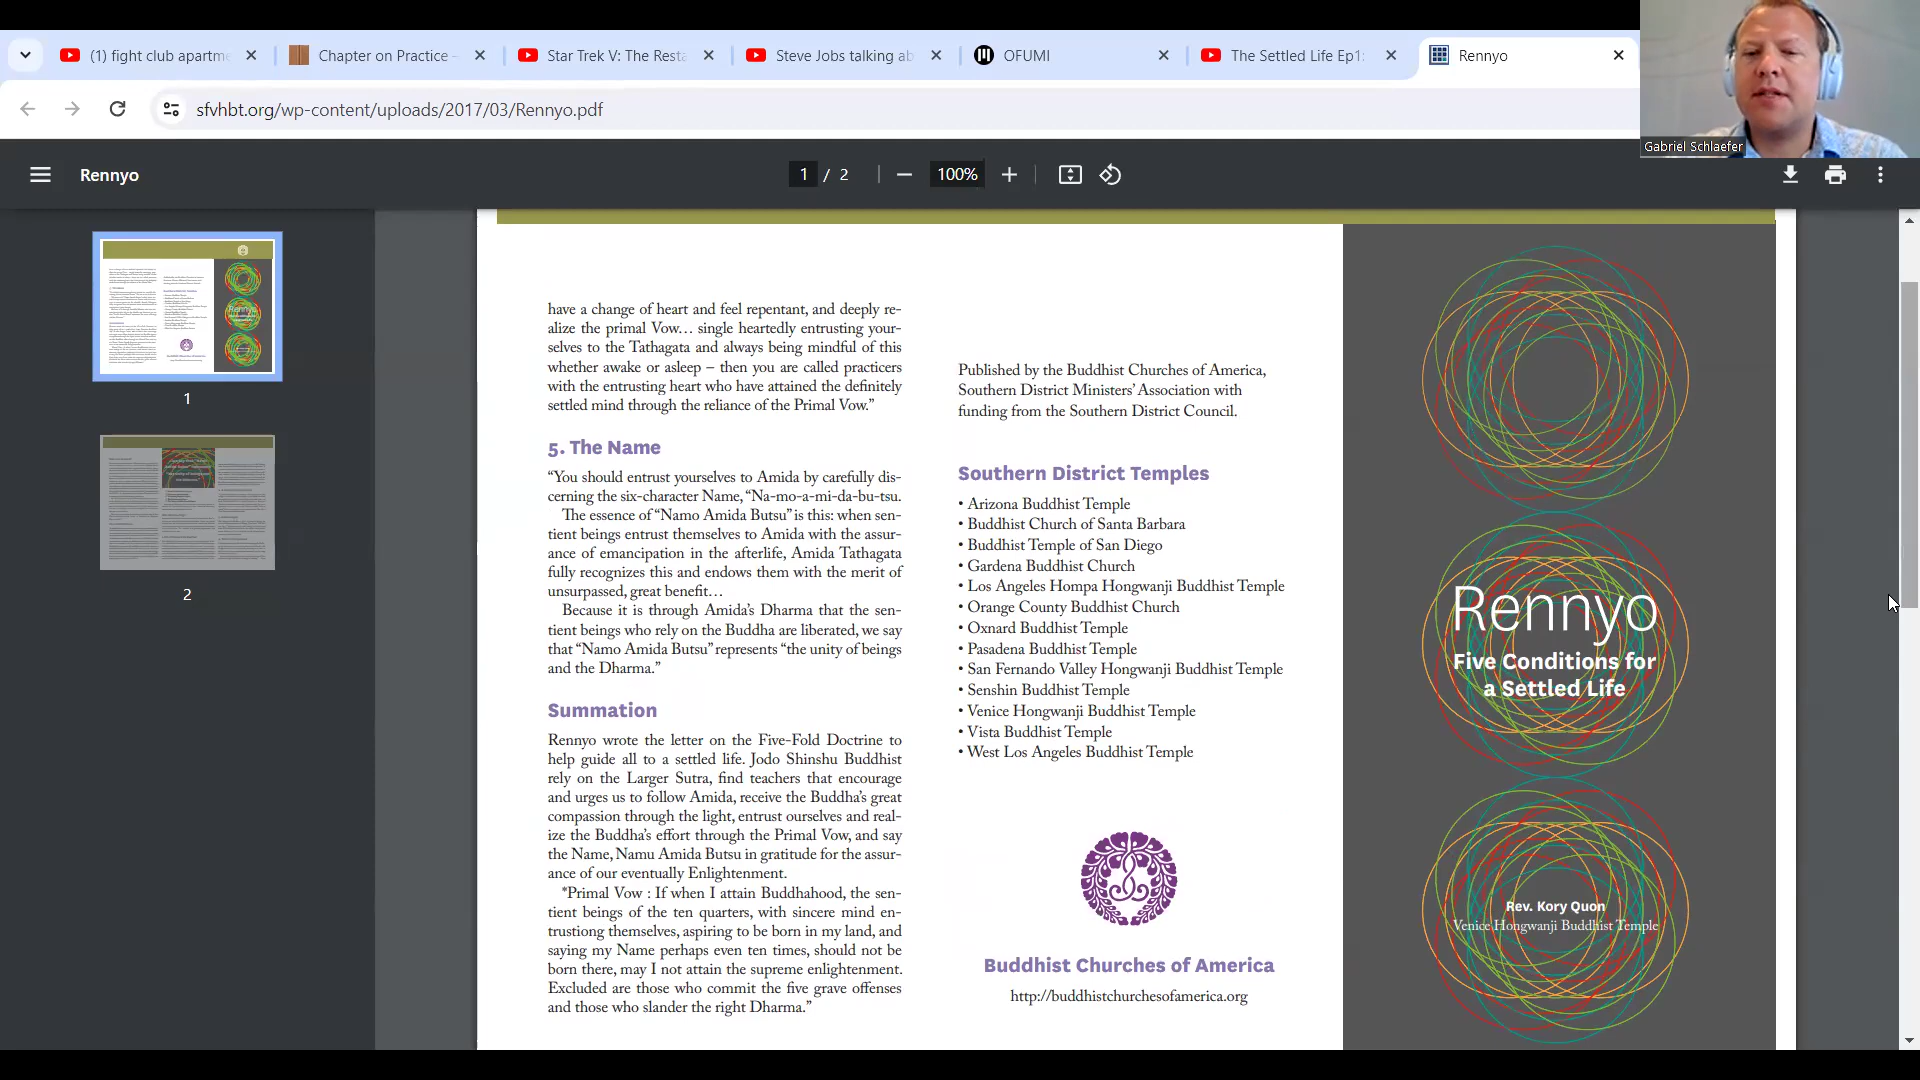 (1) fight club apartm
Chapter on Practice -
Star Trek V: The Resta
Steve Jobs talking ab
OFUMI
The Settled Life Ep1:
Rennyo
sfvhbt.org/wp-content/uploads/2017/03/Rennyo.pdf
Gabriel Schlaefer
Rennyo
1 / 2
100%
1
2
have a change of heart and feel repentant, and deeply re-
alize the primal Vow… single heartedly entrusting your-
selves to the Tathagata and always being mindful of this
whether awake or asleep – then you are called practicers
with the entrusting heart who have attained the definitely
settled mind through the reliance of the Primal Vow.”
5. The Name
“You should entrust yourselves to Amida by carefully dis-
cerning the six-character Name, “Na-mo-a-mi-da-bu-tsu.
The essence of “Namo Amida Butsu” is this: when sen-
tient beings entrust themselves to Amida with the assur-
ance of emancipation in the afterlife, Amida Tathagata
fully recognizes this and endows them with the merit of
unsurpassed, great benefit…
Because it is through Amida’s Dharma that the sen-
tient beings who rely on the Buddha are liberated, we say
that “Namo Amida Butsu” represents “the unity of beings
and the Dharma.”
Summation
Rennyo wrote the letter on the Five-Fold Doctrine to
help guide all to a settled life. Jodo Shinshu Buddhist
rely on the Larger Sutra, find teachers that encourage
and urges us to follow Amida, receive the Buddha’s great
compassion through the light, entrust ourselves and real-
ize the Buddha’s effort through the Primal Vow, and say
the Name, Namu Amida Butsu in gratitude for the assur-
ance of our eventually Enlightenment.
*Primal Vow : If when I attain Buddhahood, the sen-
tient beings of the ten quarters, with sincere mind en-
trustiong themselves, aspiring to be born in my land, and
saying my Name perhaps even ten times, should not be
born there, may I not attain the supreme enlightenment.
Excluded are those who commit the five grave offenses
and those who slander the right Dharma.”
Published by the Buddhist Churches of America,
Southern District Ministers’ Association with
funding from the Southern District Council.
Southern District Temples
• Arizona Buddhist Temple
• Buddhist Church of Santa Barbara
• Buddhist Temple of San Diego
• Gardena Buddhist Church
• Los Angeles Hompa Hongwanji Buddhist Temple
• Orange County Buddhist Church
• Oxnard Buddhist Temple
• Pasadena Buddhist Temple
• San Fernando Valley Hongwanji Buddhist Temple
• Senshin Buddhist Temple
• Venice Hongwanji Buddhist Temple
• Vista Buddhist Temple
• West Los Angeles Buddhist Temple
Buddhist Churches of America
http://buddhistchurchesofamerica.org
Rennyo
Five Conditions for
a Settled Life
Rev. Kory Quon
Venice Hongwanji Buddhist Temple